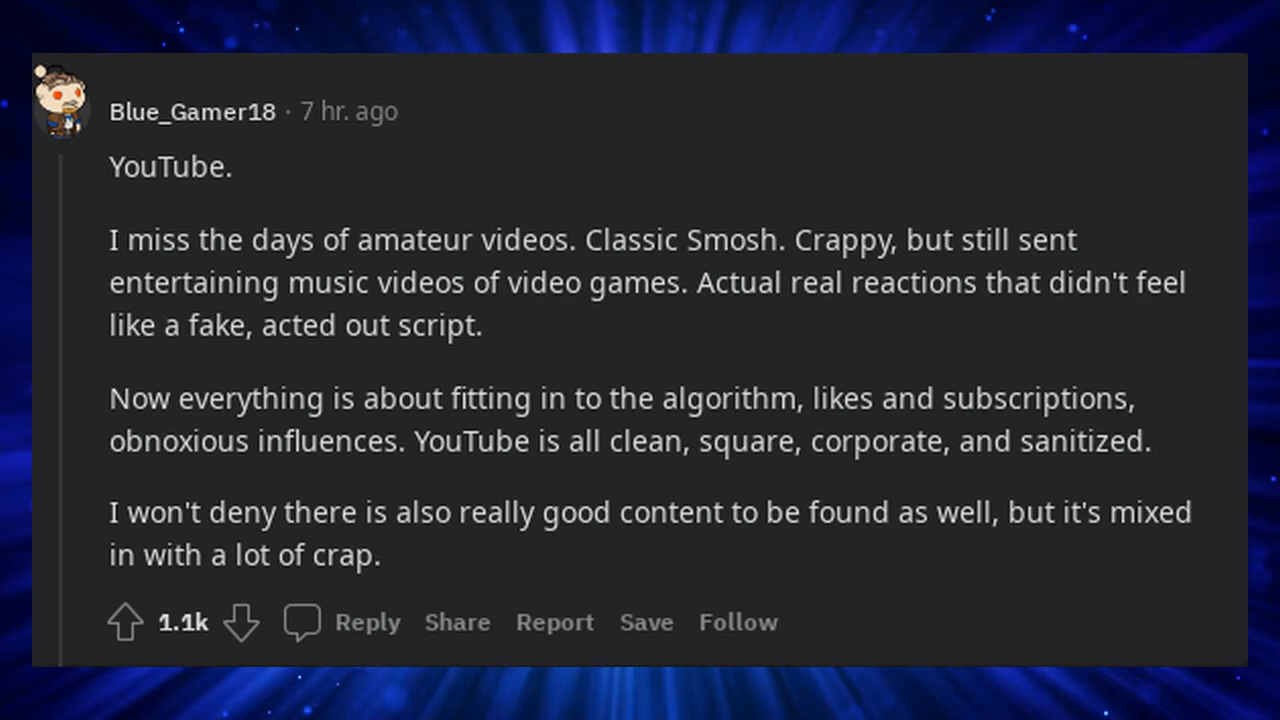 Blue_Gamer18 · 7 hr. ago
YouTube.
I miss the days of amateur videos. Classic Smosh. Crappy, but still sent
entertaining music videos of video games. Actual real reactions that didn't feel
like a fake, acted out script.
Now everything is about fitting in to the algorithm, likes and subscriptions,
obnoxious influences. YouTube is all clean, square, corporate, and sanitized.
I won't deny there is also really good content to be found as well, but it's mixed
in with a lot of crap.
1.1k Reply Share Report Save Follow